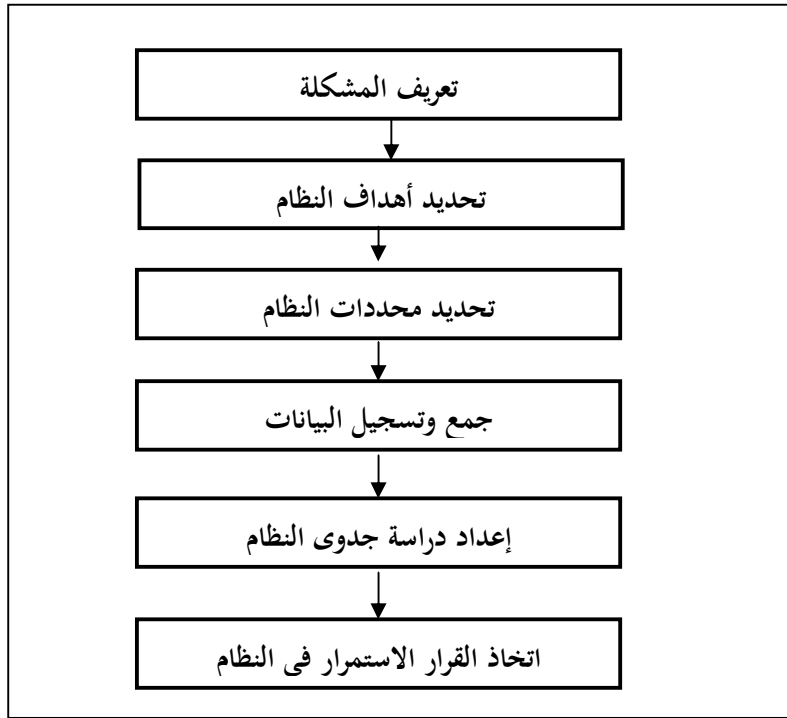 تعريف المشكلة
تحديد أهداف النظام
تحديد محددات النظام
جمع وتسجيل البيانات
إعداد دراسة جدوى النظام
اتخاذ القرار الاستمرار فى النظام